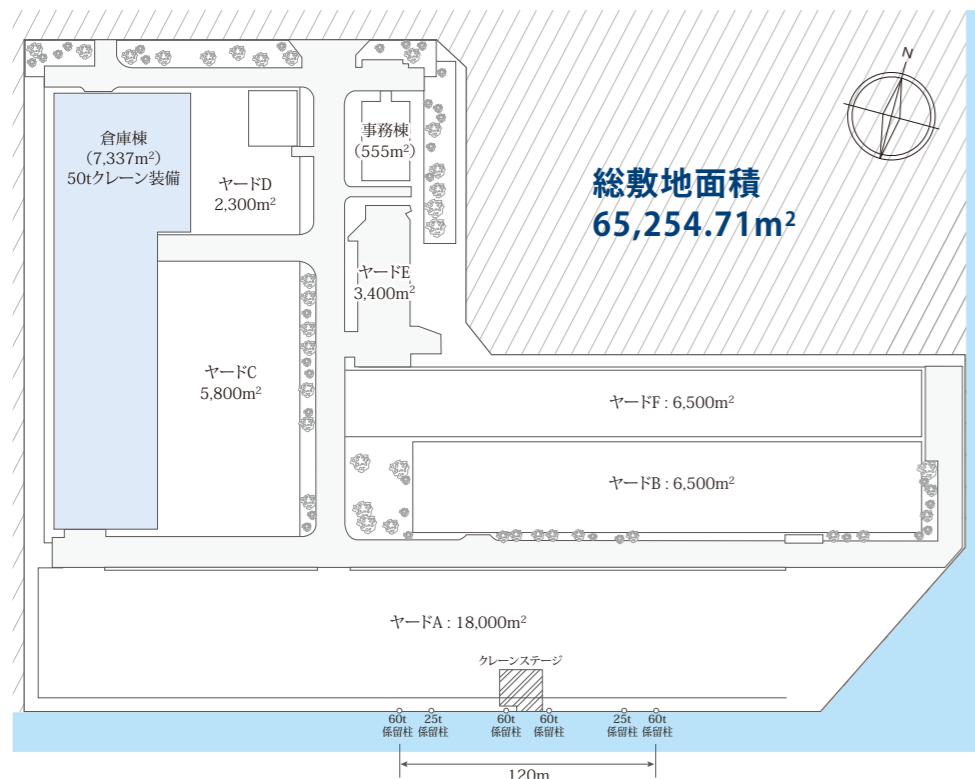 N
倉庫棟
（7,337m²）
50tクレーン装備
事務棟
（555m²）
ヤードD
2,300m²
総敷地面積
65,254.71m²
ヤードE
3,400m²
ヤードC
5,800m²
ヤードF : 6,500m²
ヤードB : 6,500m²
ヤードA : 18,000m²
クレーンステージ
60t
係留柱
25t
係留柱
60t
係留柱
60t
係留柱
25t
係留柱
60t
係留柱
120m